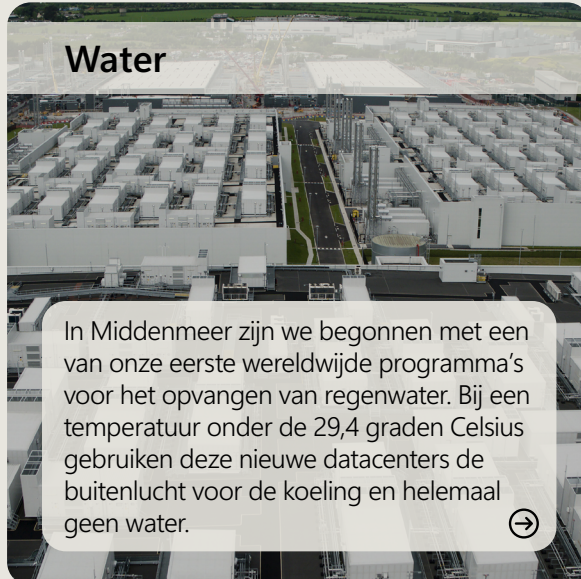 Water
In Middenmeer zijn we begonnen met een
van onze eerste wereldwijde programma's
voor het opvangen van regenwater. Bij een
temperatuur onder de 29,4 graden Celsius
gebruiken deze nieuwe datacenters de
buitenlucht voor de koeling en helemaal
geen water.